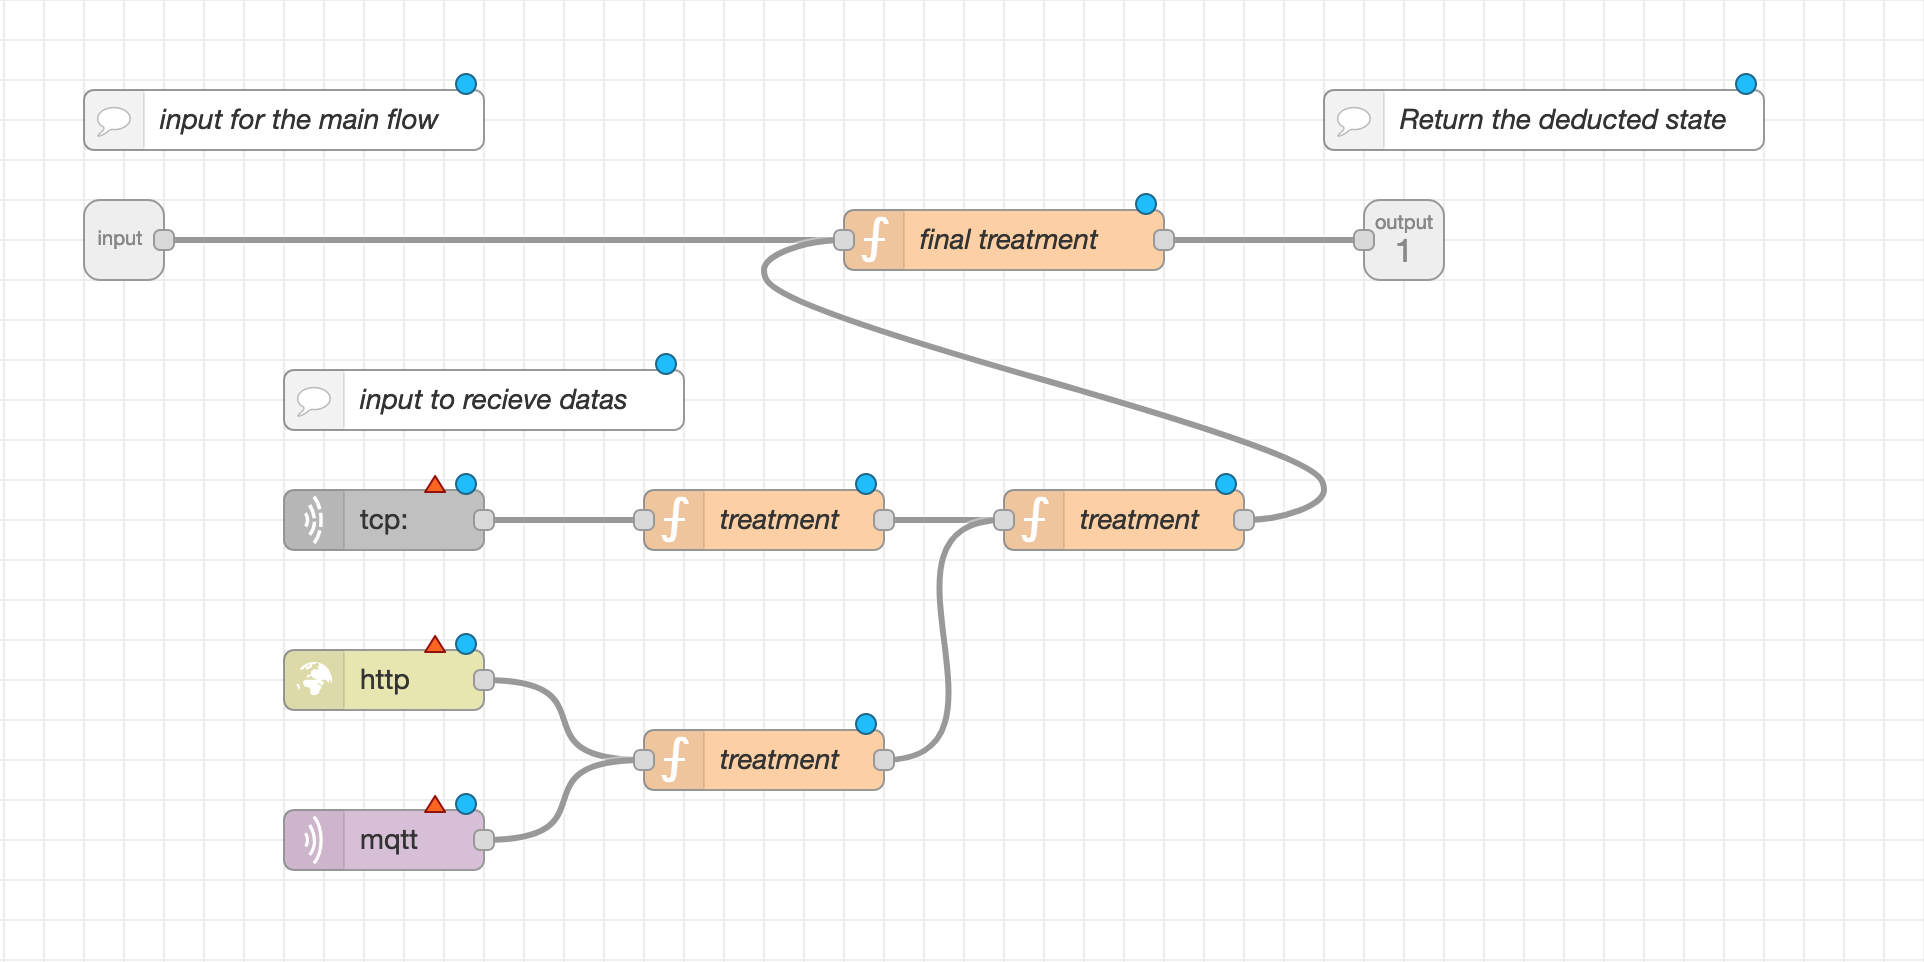 input for the main flow
Return the deducted state
input
final treatment
output
1
input to recieve datas
tcp:
treatment
treatment
http
treatment
mqtt